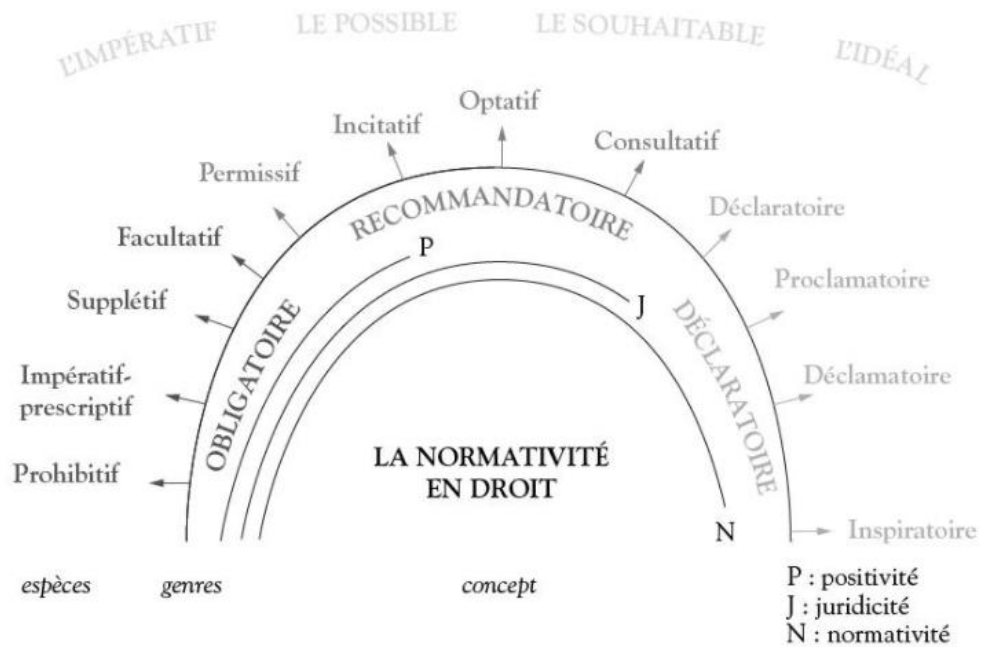 L'IMPÉRATIF
LE POSSIBLE
LE SOUHAITABLE
L'IDÉAL
Optatif
Incitatif
Consultatif
Permissif
Déclaratoire
Facultatif
Proclamatoire
Supplétif
Déclamatoire
Impératif-
prescriptif
Prohibitif
Inspiratoire
OBLIGATOIRE
RECOMMANDATOIRE
DÉCLARATOIRE
P
J
N
LA NORMATIVITÉ
EN DROIT
espèces
genres
concept
P : positivité
J : juridicité
N : normativité